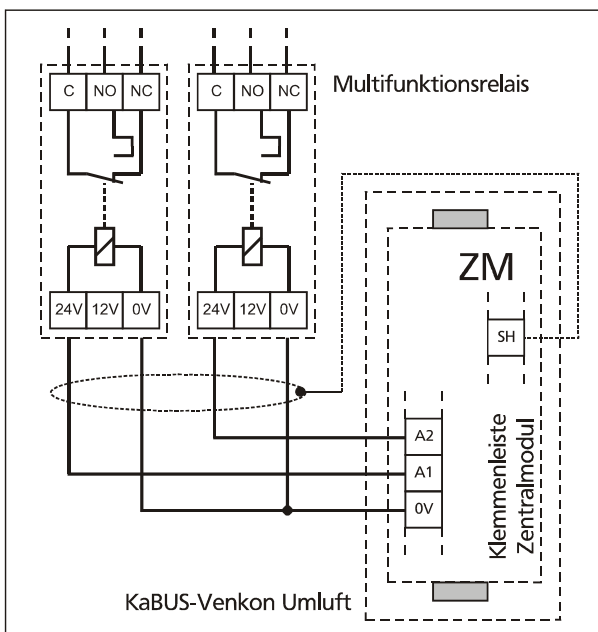 C NO NC C NO NC
Multifunktionsrelais
ZM
24V 12V 0V 24V 12V 0V
SH
A2
A1
0V
Klemmenleiste
Zentralmodul
KaBUS-Venkon Umluft